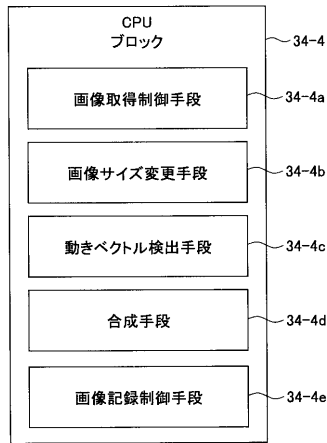 CPU
ブロック
34-4
画像取得制御手段
34-4a
画像サイズ変更手段
34-4b
動きベクトル検出手段
34-4c
合成手段
34-4d
画像記録制御手段
34-4e